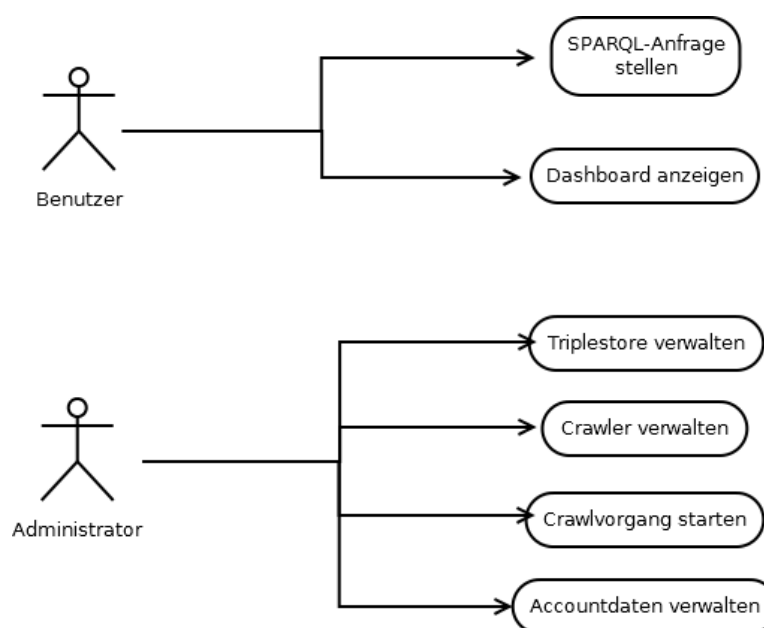 SPARQL-Anfrage
stellen
Benutzer
Dashboard anzeigen
Triplestore verwalten
Crawler verwalten
Administrator
Crawlvorgang starten
Accountdaten verwalten